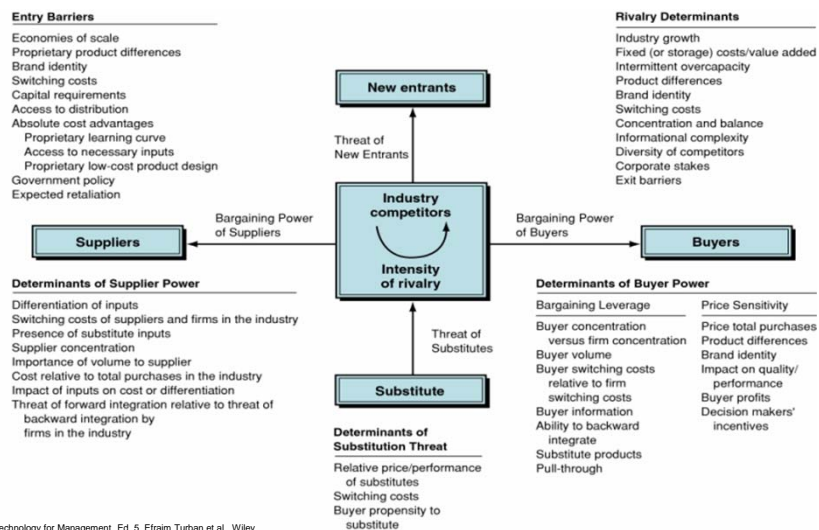 Entry Barriers
Economies of scale
Proprietary product differences
Brand identity
Switching costs
Capital requirements
Access to distribution
Absolute cost advantages
Proprietary learning curve
Access to necessary inputs
Proprietary low-cost product design
Government policy
Expected retaliation
New entrants
Threat of
New Entrants
Rivalry Determinants
Industry growth
Fixed (or storage) costs/value added
Intermittent overcapacity
Product differences
Brand identity
Switching costs
Concentration and balance
Informational complexity
Diversity of competitors
Corporate stakes
Exit barriers
Suppliers
Bargaining Power
of Suppliers
Industry
competitors
Intensity
of rivalry
Bargaining Power
of Buyers
Buyers
Determinants of Supplier Power
Differentiation of inputs
Switching costs of suppliers and firms in the industry
Presence of substitute inputs
Supplier concentration
Importance of volume to supplier
Cost relative to total purchases in the industry
Impact of inputs on cost or differentiation
Threat of forward integration relative to threat of
backward integration by
firms in the industry
Threat of
Substitutes
Substitute
Determinants of
Substitution Threat
Relative price/performance
of substitutes
Switching costs
Buyer propensity to
substitute
Determinants of Buyer Power
Bargaining Leverage
Buyer concentration
versus firm concentration
Buyer volume
Buyer switching costs
relative to firm
switching costs
Buyer information
Ability to backward
integrate
Substitute products
Pull-through
Price Sensitivity
Price total purchases
Product differences
Brand identity
Impact on quality/
performance
Buyer profits
Decision makers'
incentives
for Management, Ed. 5, Efraim Turban et al., Wiley